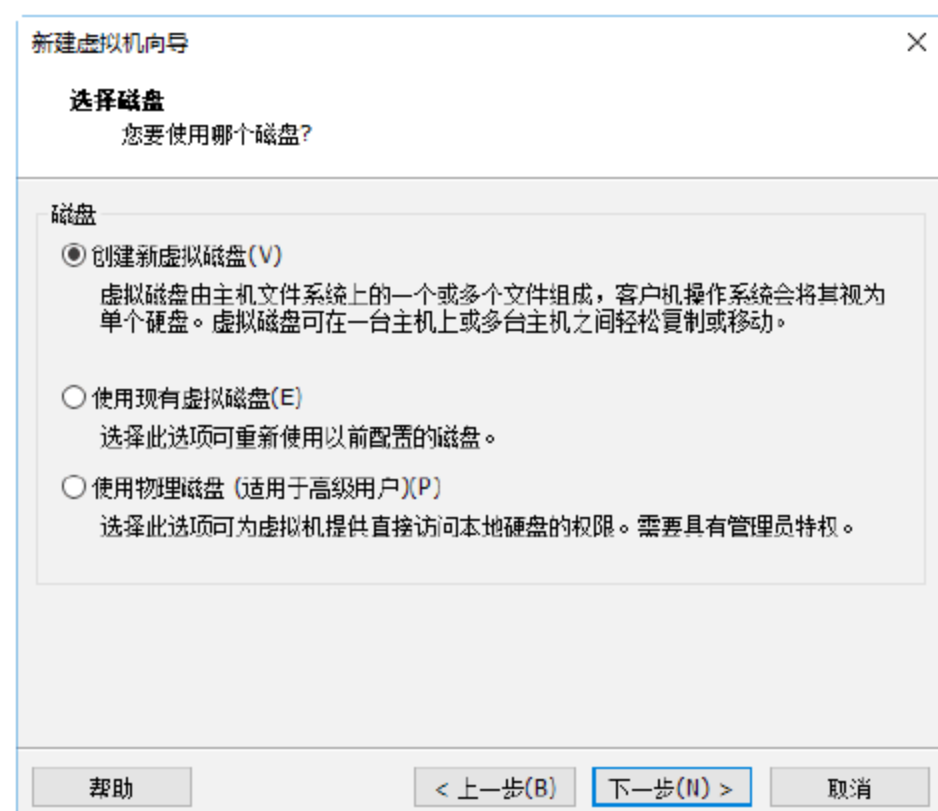 新建虚拟机向导
选择磁盘
您要使用哪个磁盘?
磁盘
创建新虚拟磁盘(V)
虚拟磁盘由主机文件系统上的一个或多个文件组成，客户机操作系统会将其视为
单个硬盘。虚拟磁盘可在一台主机上或多台主机之间轻松复制或移动。
使用现有虚拟磁盘(E)
选择此选项可重新使用以前配置的磁盘。
使用物理磁盘 (适用于高级用户)(P)
选择此选项可为虚拟机提供直接访问本地硬盘的权限。需要具有管理员特权。
帮助 < 上一步(B) 下一步(N) > 取消